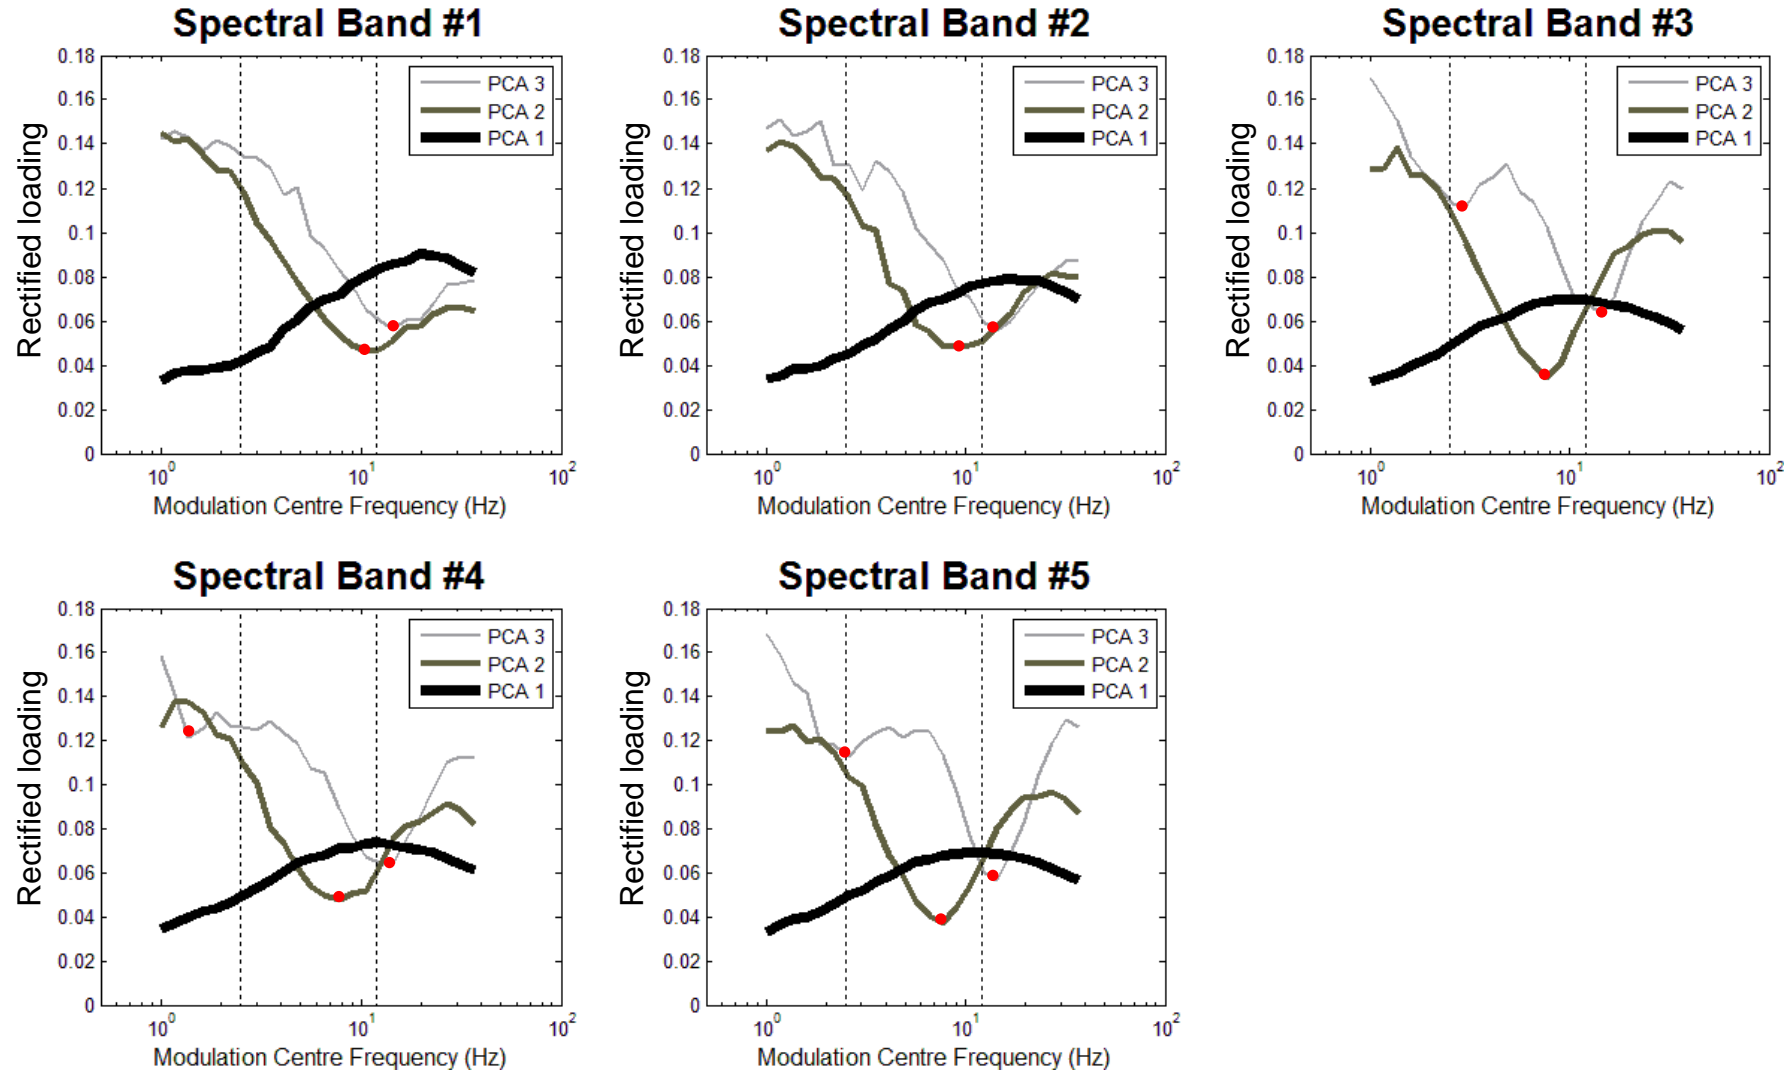 Spectral Band #1
Rectified loading
0.18
0.16
0.14
0.12
0.1
0.08
0.06
0.04
0.02
0
PCA 3
PCA 2
PCA 1
10^0
10^1
10^2
Modulation Centre Frequency (Hz)
Spectral Band #2
Rectified loading
0.18
0.16
0.14
0.12
0.1
0.08
0.06
0.04
0.02
0
PCA 3
PCA 2
PCA 1
10^0
10^1
10^2
Modulation Centre Frequency (Hz)
Spectral Band #3
Rectified loading
0.18
0.16
0.14
0.12
0.1
0.08
0.06
0.04
0.02
0
PCA 3
PCA 2
PCA 1
10^0
10^1
10^2
Modulation Centre Frequency (Hz)
Spectral Band #4
Rectified loading
0.18
0.16
0.14
0.12
0.1
0.08
0.06
0.04
0.02
0
PCA 3
PCA 2
PCA 1
10^0
10^1
10^2
Modulation Centre Frequency (Hz)
Spectral Band #5
Rectified loading
0.18
0.16
0.14
0.12
0.1
0.08
0.06
0.04
0.02
0
PCA 3
PCA 2
PCA 1
10^0
10^1
10^2
Modulation Centre Frequency (Hz)